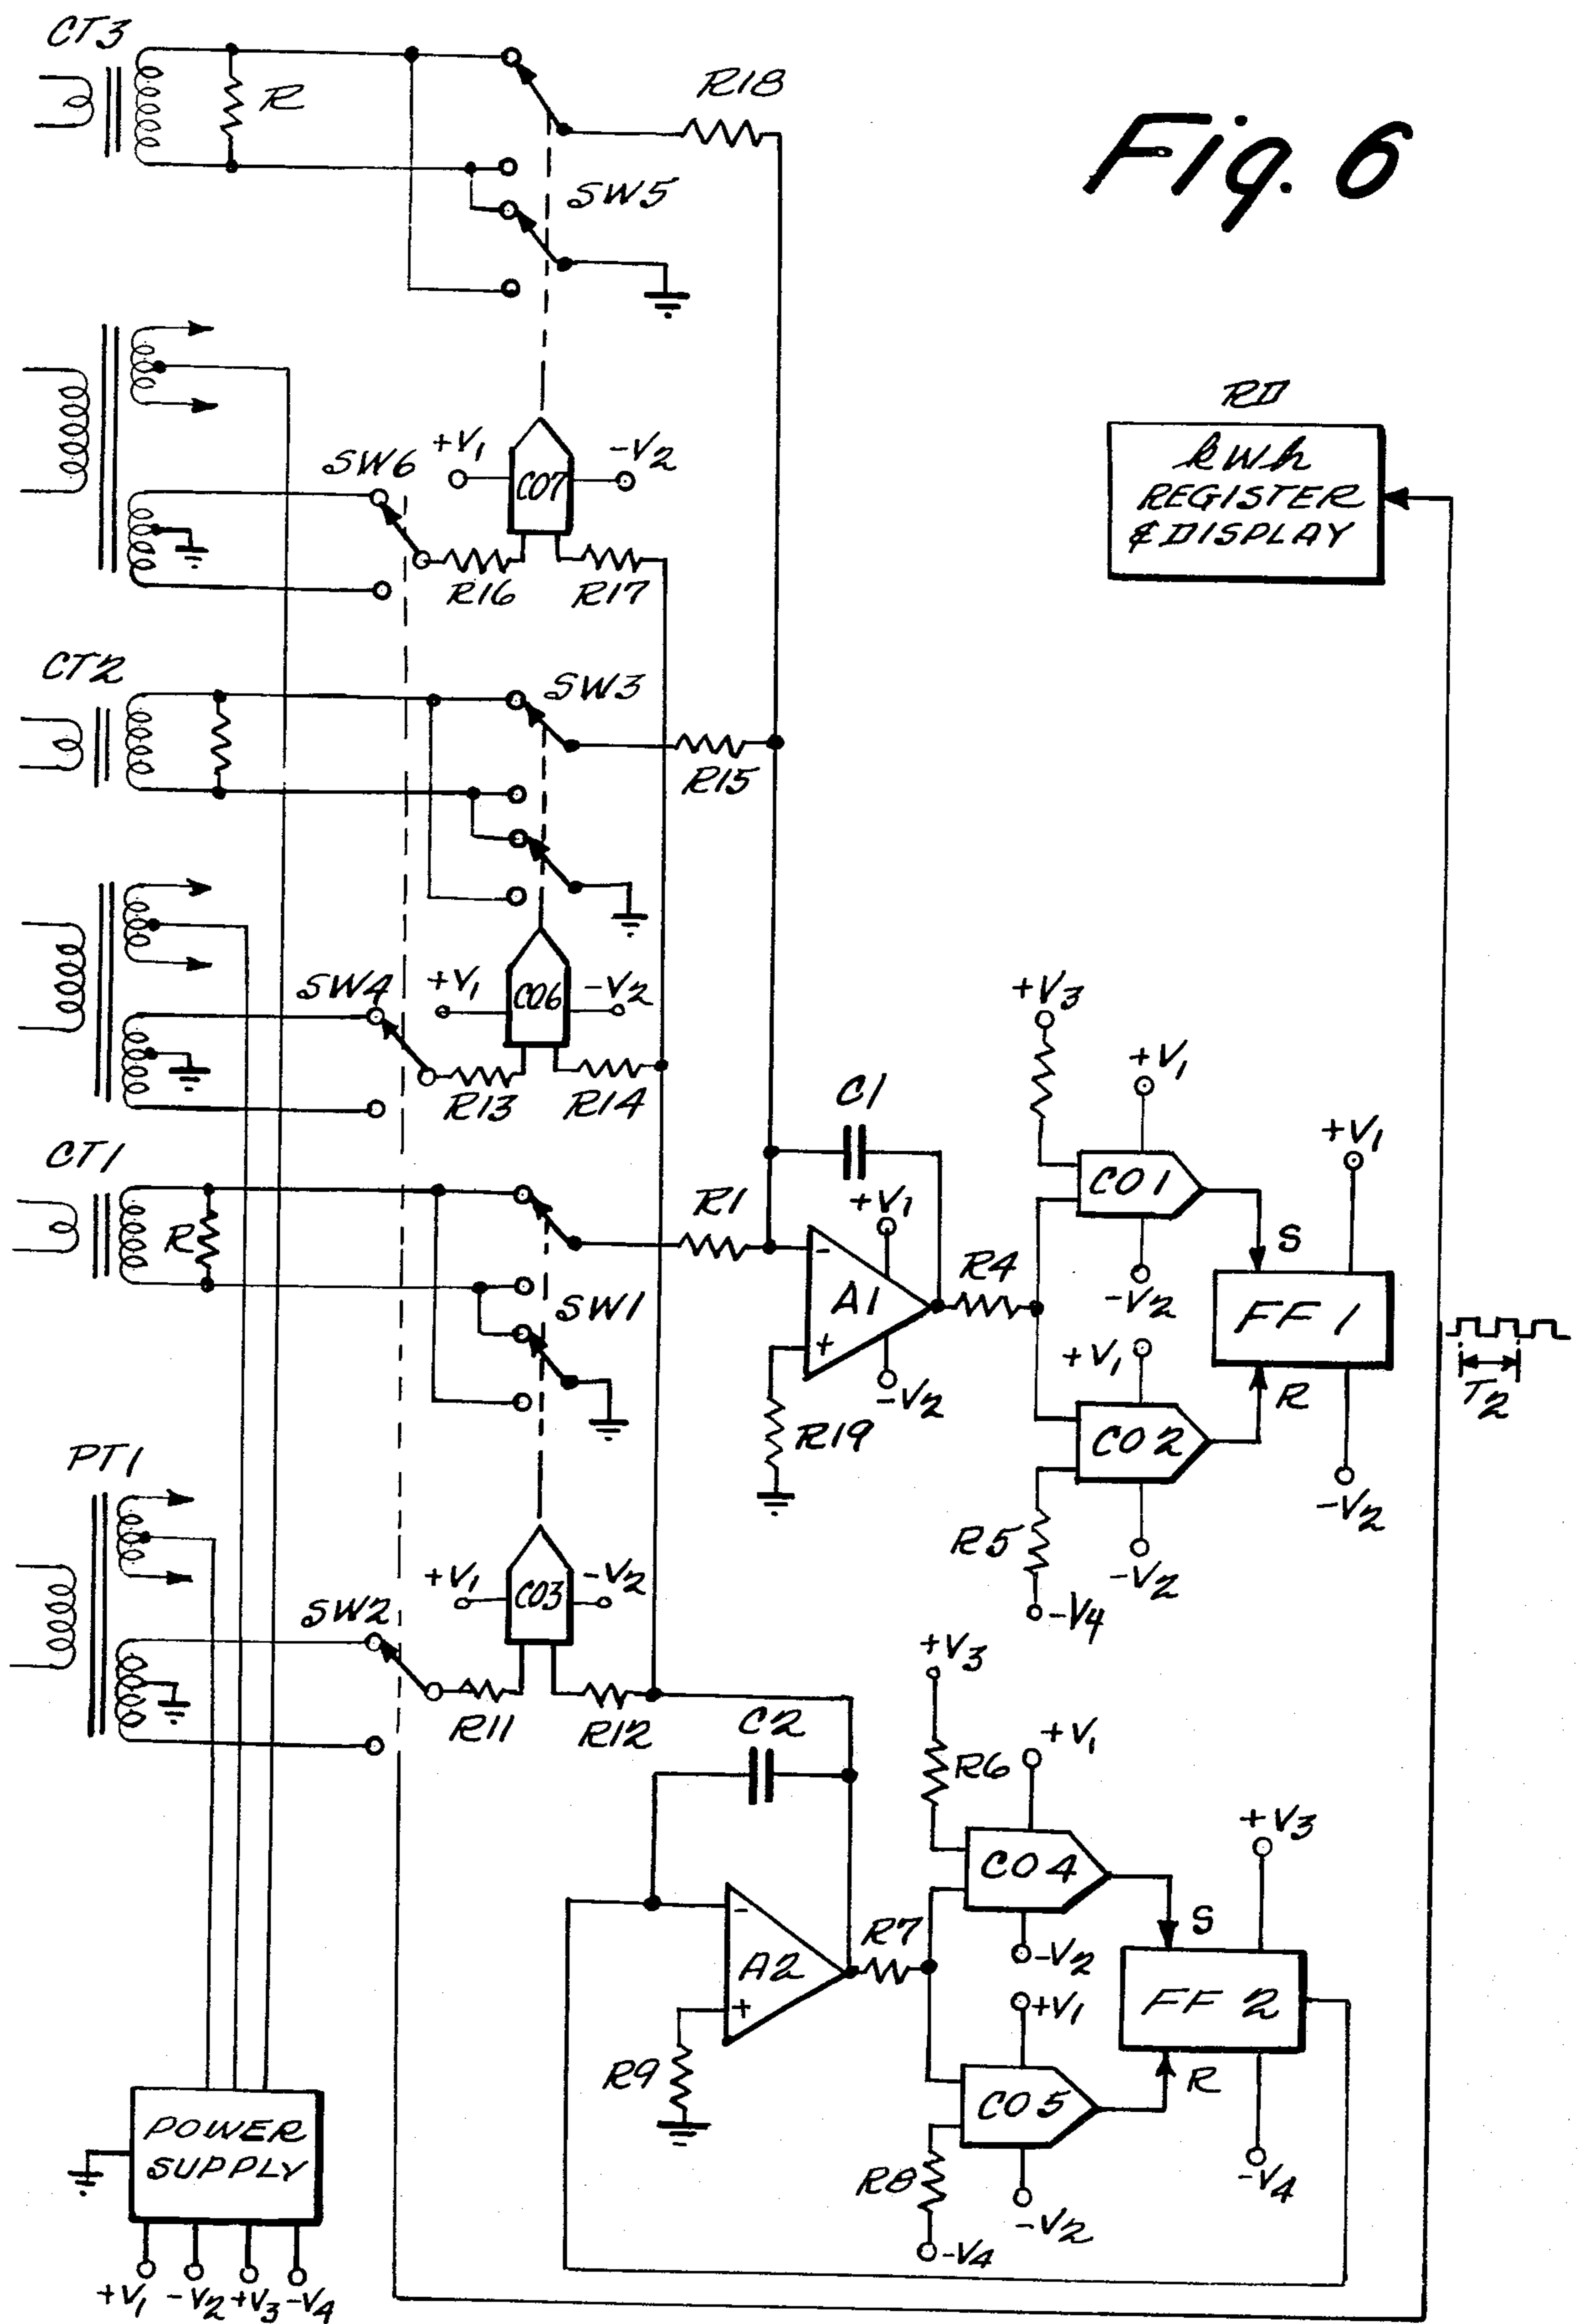 Fig. 6
CT3
R
R18
SW5
RD
kwh
REGISTER
& DISPLAY
SW6
+V1
-V2
CO7
R16
R17
CT2
SW3
R15
SW4
+V1
-V2
CO6
R13
R14
CT1
R
SW1
R1
C1
+V1
-
A1
+
-V2
R19
R4
+V3
+V1
CO1
-V2
S
+V1
FF1
+V1
CO2
R
-V2
R5
-V2
-V4
T2
PT1
SW2
+V1
-V2
CO3
R11
R12
C2
-
A2
+
R9
R7
+V3
R6
+V1
CO4
-V2
S
+V3
FF2
+V1
CO5
R
-V4
R8
-V2
-V4
POWER
SUPPLY
+V1 -V2 +V3 -V4